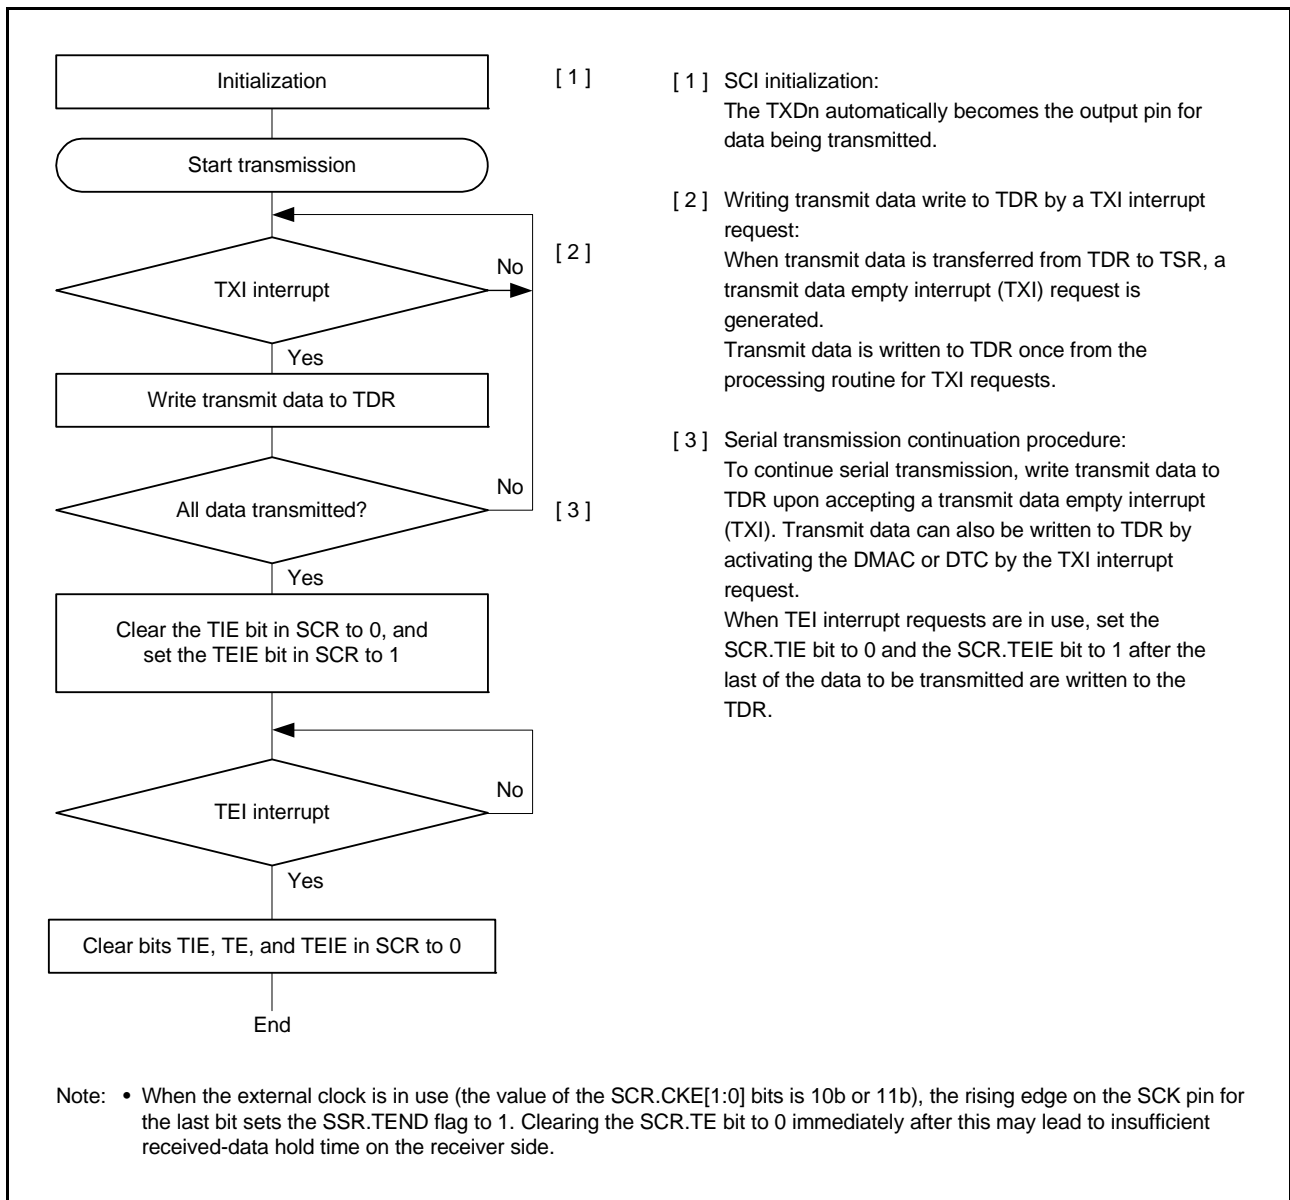 Initialization
[ 1 ]
Start transmission
[ 2 ]
No
TXI interrupt
Yes
Write transmit data to TDR
No
All data transmitted?
[ 3 ]
Yes
Clear the TIE bit in SCR to 0, and
set the TEIE bit in SCR to 1
No
TEI interrupt
Yes
Clear bits TIE, TE, and TEIE in SCR to 0
End
[ 1 ] SCI initialization:
The TXDn automatically becomes the output pin for
data being transmitted.
[ 2 ] Writing transmit data write to TDR by a TXI interrupt
request:
When transmit data is transferred from TDR to TSR, a
transmit data empty interrupt (TXI) request is
generated.
Transmit data is written to TDR once from the
processing routine for TXI requests.
[ 3 ] Serial transmission continuation procedure:
To continue serial transmission, write transmit data to
TDR upon accepting a transmit data empty interrupt
(TXI). Transmit data can also be written to TDR by
activating the DMAC or DTC by the TXI interrupt
request.
When TEI interrupt requests are in use, set the
SCR.TIE bit to 0 and the SCR.TEIE bit to 1 after the
last of the data to be transmitted are written to the
TDR.
Note: • When the external clock is in use (the value of the SCR.CKE[1:0] bits is 10b or 11b), the rising edge on the SCK pin for
the last bit sets the SSR.TEND flag to 1. Clearing the SCR.TE bit to 0 immediately after this may lead to insufficient
received-data hold time on the receiver side.